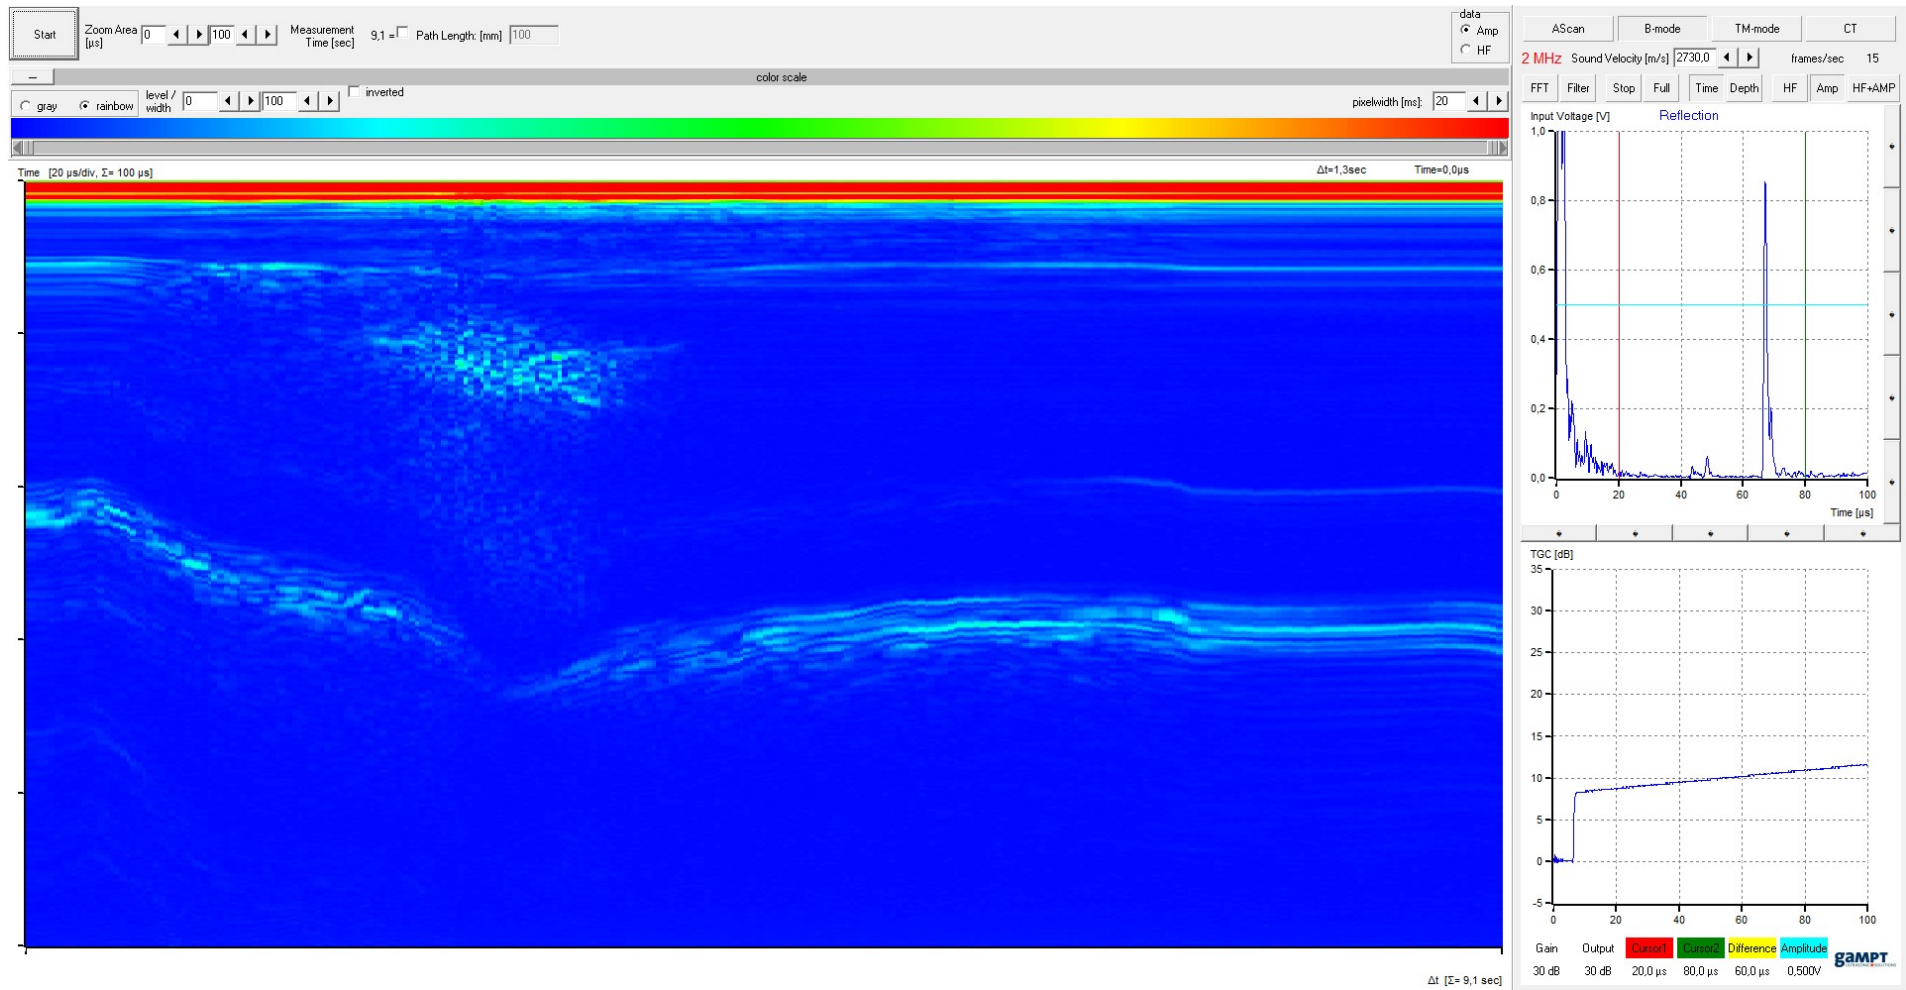 Start
Zoom Area [µs] 0 100
Measurement Time [sec] 9,1 =
Path Length: [mm] 100
data
Amp
HF
color scale
gray
rainbow
level / width 0 100
inverted
pixelwidth [ms]: 20
Time [20 µs/div, Σ= 100 µs]
Δt=1,3sec
Time=0,0µs
Δt [Σ= 9,1 sec]
AScan B-mode TM-mode CT
2 MHz Sound Velocity [m/s] 2730,0 frames/sec 15
FFT Filter Stop Full Time Depth HF Amp HF+AMP
Input Voltage [V] Reflection
1,0
0,8
0,6
0,4
0,2
0,0
0 20 40 60 80 100
Time [µs]
TGC [dB]
35
30
25
20
15
10
5
0
-5
0 20 40 60 80 100
Gain Output Cursor1 Cursor2 Difference Amplitude
30 dB 30 dB 20,0 µs 80,0 µs 60,0 µs 0,500V
gAMPT